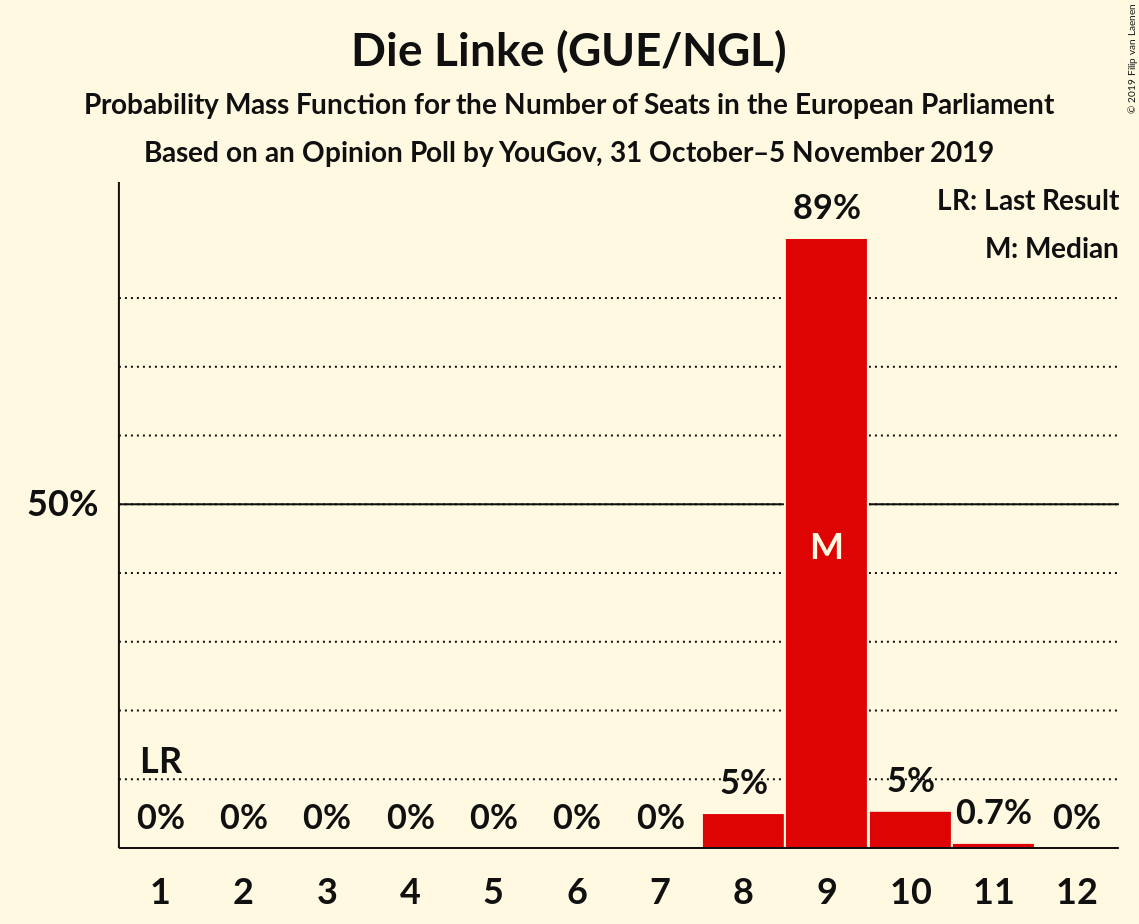 Die Linke (GUE/NGL)
Probability Mass Function for the Number of Seats in the European Parliament
Based on an Opinion Poll by YouGov, 31 October–5 November 2019
© 2019 Filip van Laenen
LR: Last Result
M: Median
89%
50%
M
LR
0% 0% 0% 0% 0% 0% 0% 5% 5% 0.7% 0%
1 2 3 4 5 6 7 8 9 10 11 12